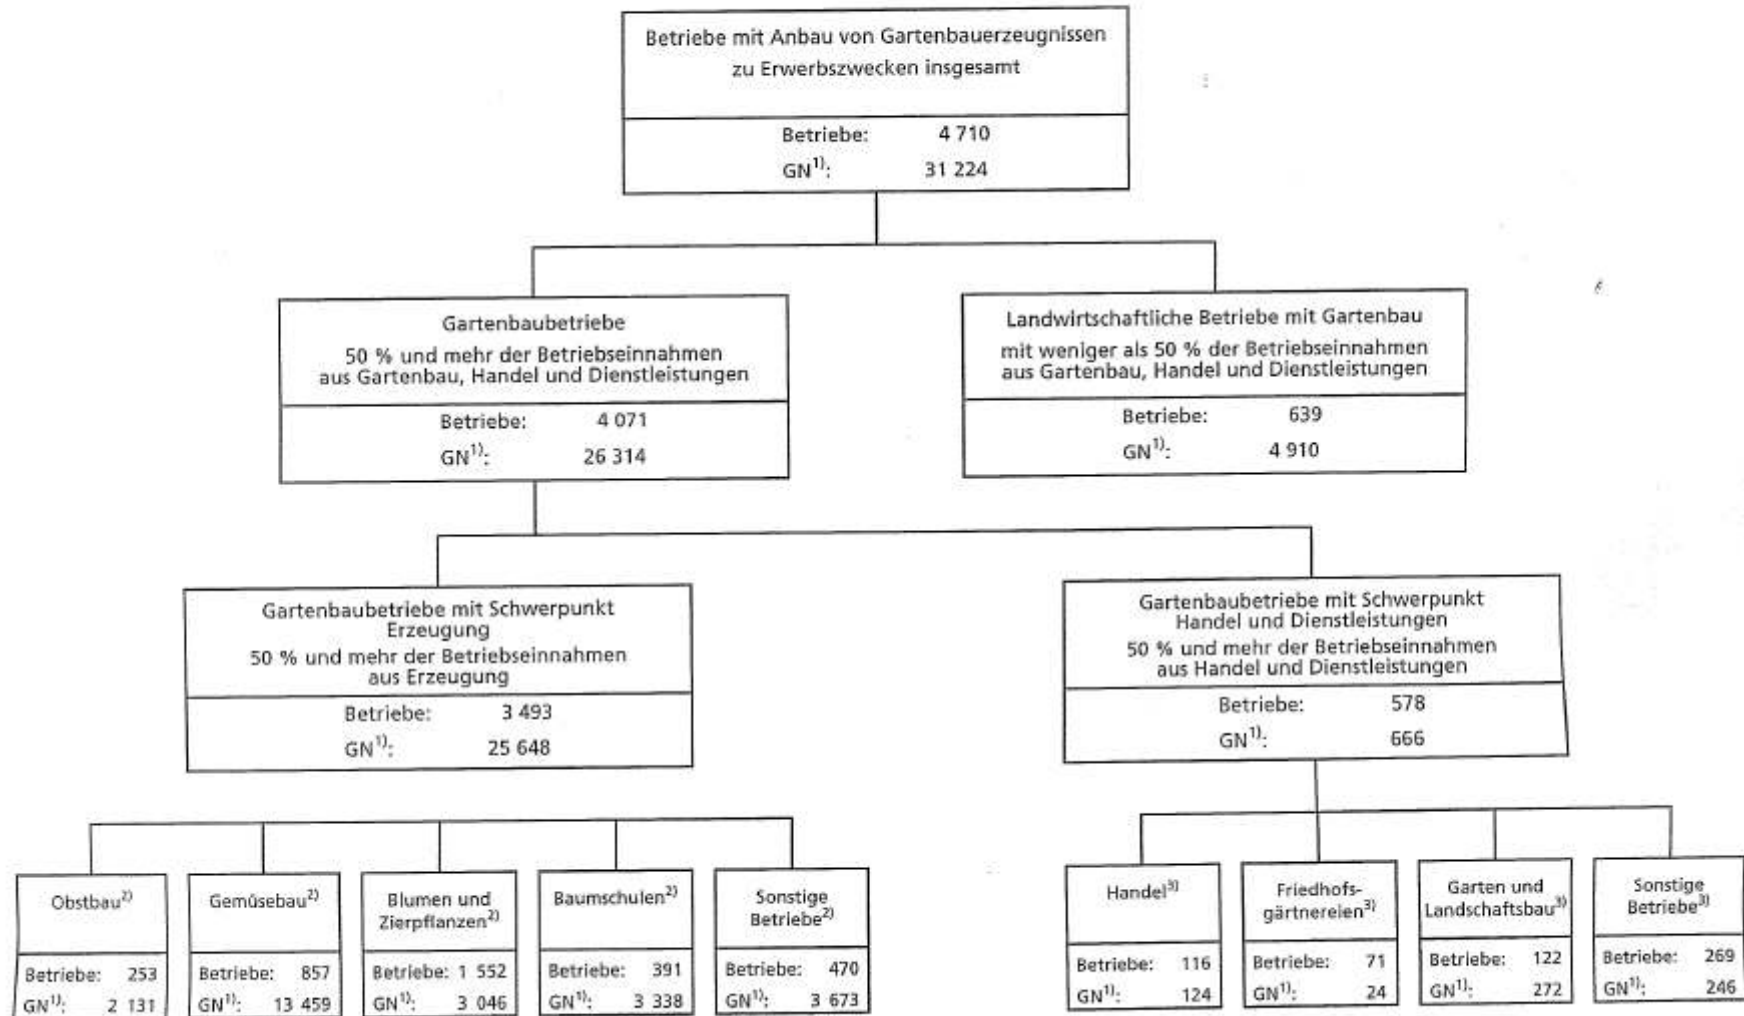 Betriebe mit Anbau von Gartenbauerzeugnissen
zu Erwerbszwecken insgesamt
Betriebe: 4 710
GN¹⁾: 31 224
Gartenbaubetriebe
50 % und mehr der Betriebseinnahmen
aus Gartenbau, Handel und Dienstleistungen
Betriebe: 4 071
GN¹⁾: 26 314
Landwirtschaftliche Betriebe mit Gartenbau
mit weniger als 50 % der Betriebseinnahmen
aus Gartenbau, Handel und Dienstleistungen
Betriebe: 639
GN¹⁾: 4 910
Gartenbaubetriebe mit Schwerpunkt
Erzeugung
50 % und mehr der Betriebseinnahmen
aus Erzeugung
Betriebe: 3 493
GN¹⁾: 25 648
Gartenbaubetriebe mit Schwerpunkt
Handel und Dienstleistungen
50 % und mehr der Betriebseinnahmen
aus Handel und Dienstleistungen
Betriebe: 578
GN¹⁾: 666
Obstbau²⁾
Betriebe: 253
GN¹⁾: 2 131
Gemüsebau²⁾
Betriebe: 857
GN¹⁾: 13 459
Blumen und
Zierpflanzen²⁾
Betriebe: 1 552
GN¹⁾: 3 046
Baumschulen²⁾
Betriebe: 391
GN¹⁾: 3 338
Sonstige
Betriebe²⁾
Betriebe: 470
GN¹⁾: 3 673
Handel³⁾
Betriebe: 116
GN¹⁾: 124
Friedhofs-
gärtnereien³⁾
Betriebe: 71
GN¹⁾: 24
Garten und
Landschaftsbau³⁾
Betriebe: 122
GN¹⁾: 272
Sonstige
Betriebe³⁾
Betriebe: 269
GN¹⁾: 246